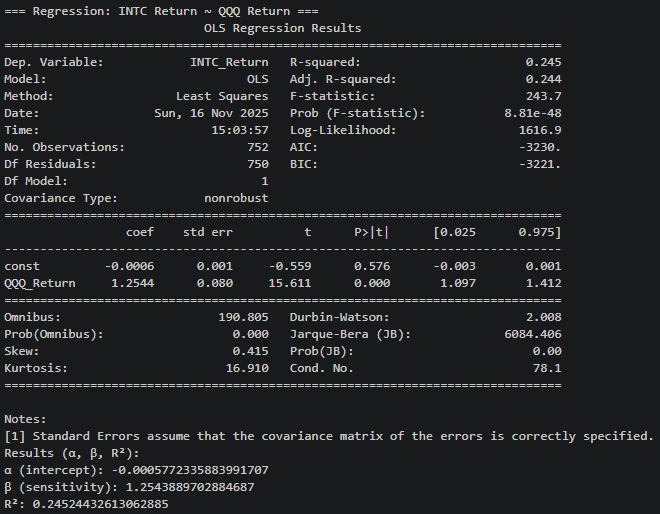 === Regression: INTC Return ~ QQQ Return ===
                            OLS Regression Results
==============================================================================
Dep. Variable:            INTC_Return   R-squared:                       0.245
Model:                            OLS   Adj. R-squared:                  0.244
Method:                 Least Squares   F-statistic:                     243.7
Date:                Sun, 16 Nov 2025   Prob (F-statistic):           8.81e-48
Time:                        15:03:57   Log-Likelihood:                 1616.9
No. Observations:                 752   AIC:                            -3230.
Df Residuals:                     750   BIC:                            -3221.
Df Model:                           1
Covariance Type:            nonrobust
==============================================================================
                 coef    std err          t      P>|t|      [0.025      0.975]
------------------------------------------------------------------------------
const         -0.0006      0.001     -0.559      0.576      -0.003       0.001
QQQ_Return     1.2544      0.080     15.611      0.000       1.097       1.412
==============================================================================
Omnibus:                      190.805   Durbin-Watson:                   2.008
Prob(Omnibus):                  0.000   Jarque-Bera (JB):             6084.406
Skew:                           0.415   Prob(JB):                         0.00
Kurtosis:                      16.910   Cond. No.                         78.1
==============================================================================
Notes:
[1] Standard Errors assume that the covariance matrix of the errors is correctly specified.
Results (α, β, R²):
α (intercept): -0.0005772335883991707
β (sensitivity): 1.2543889702884687
R²: 0.24524432613062885